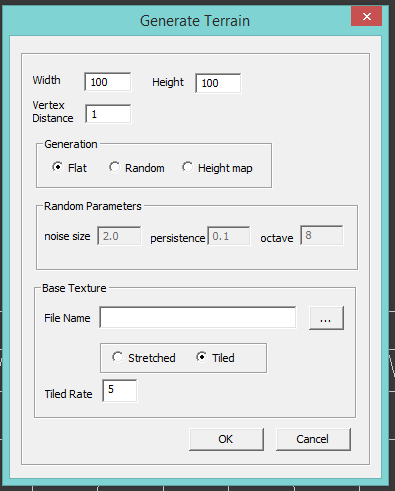 Generate Terrain
Width 100 Height 100
Vertex
Distance 1
Generation
Flat Random Height map
Random Parameters
noise size 2.0 persistence 0.1 octave 8
Base Texture
File Name ...
Stretched Tiled
Tiled Rate 5
OK Cancel